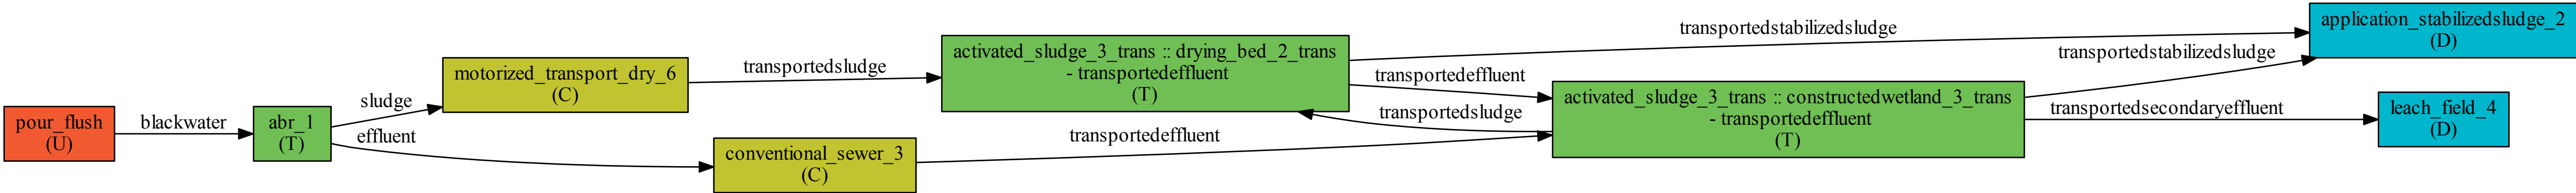 pour_flush
(U)
blackwater
abr_1
(T)
sludge
effluent
motorized_transport_dry_6
(C)
conventional_sewer_3
(C)
transportedsludge
transportedeffluent
activated_sludge_3_trans :: drying_bed_2_trans
- transportedeffluent
(T)
transportedstabilizedsludge
transportedeffluent
transportedsludge
activated_sludge_3_trans :: constructedwetland_3_trans
- transportedeffluent
(T)
transportedstabilizedsludge
transportedsecondaryeffluent
application_stabilizedsludge_2
(D)
leach_field_4
(D)